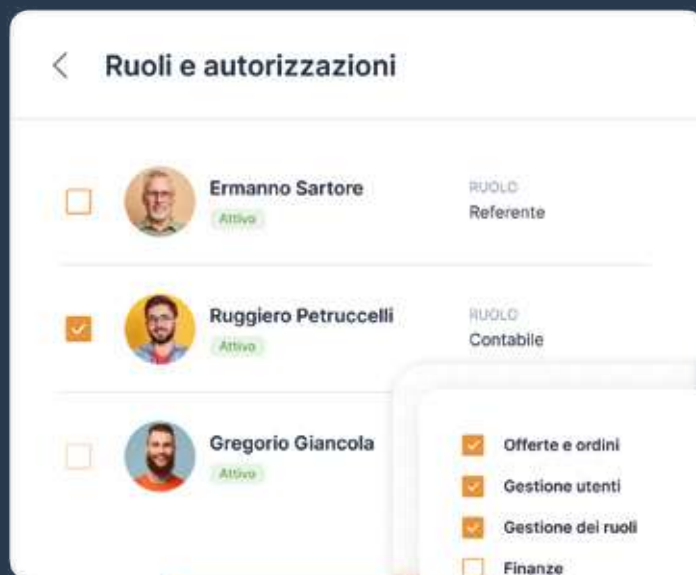 Ruoli e autorizzazioni
Ermanno Sartore
Attivo
RUOLO
Referente
Ruggiero Petruccelli
Attivo
RUOLO
Contabile
Gregorio Giancola
Attivo
Offerte e ordini
Gestione utenti
Gestione dei ruoli
Finanze